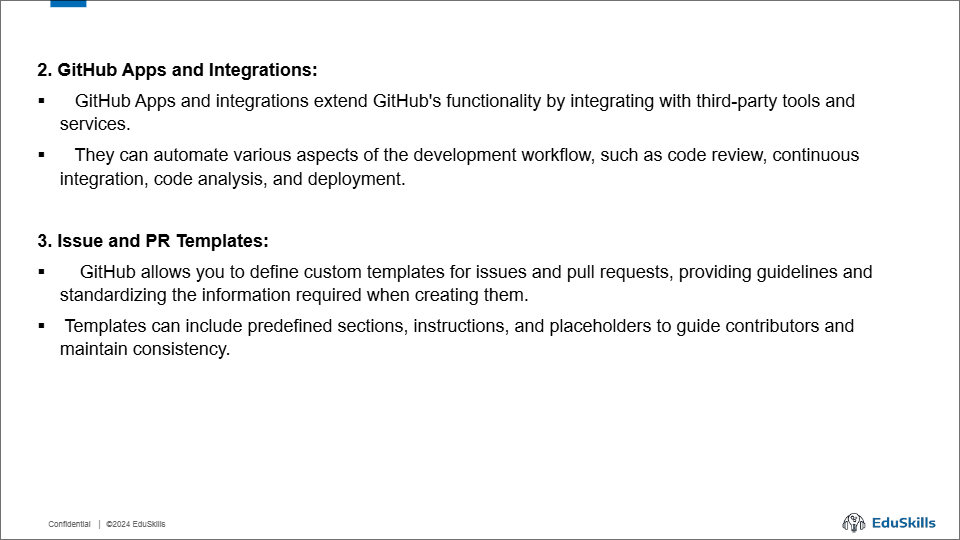 2. GitHub Apps and Integrations:
▪ GitHub Apps and integrations extend GitHub's functionality by integrating with third-party tools and
services.
▪ They can automate various aspects of the development workflow, such as code review, continuous
integration, code analysis, and deployment.
3. Issue and PR Templates:
▪ GitHub allows you to define custom templates for issues and pull requests, providing guidelines and
standardizing the information required when creating them.
▪ Templates can include predefined sections, instructions, and placeholders to guide contributors and
maintain consistency.
Confidential | ©2024 EduSkills
EduSkills